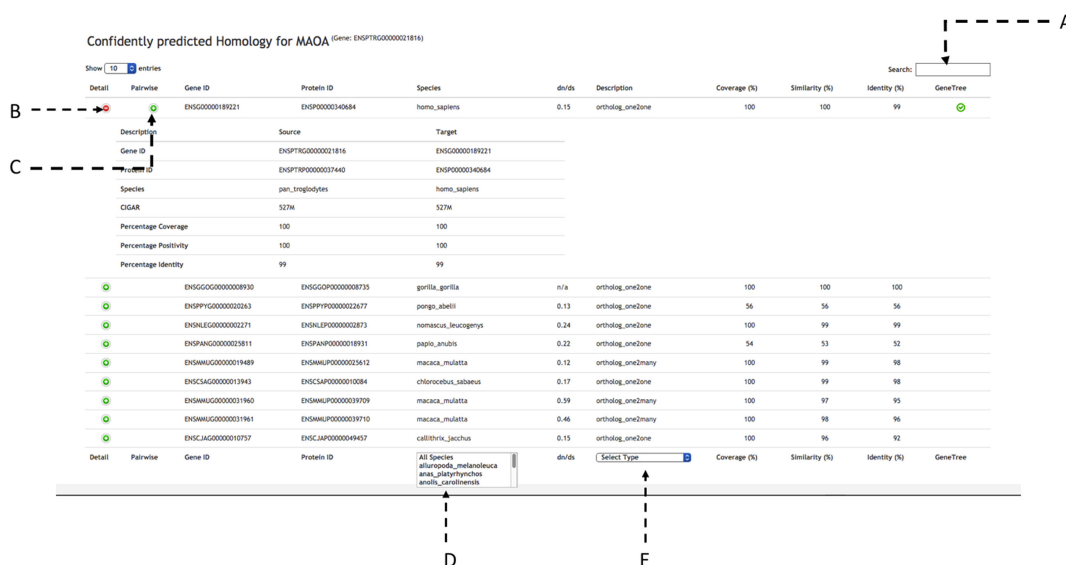 A
Confidently predicted Homology for MAOA (Gene: ENSPTRG00000021816)
Show 10 entries Search:
Detail Pairwise Gene ID Protein ID Species dn/ds Description Coverage (%) Similarity (%) Identity (%) GeneTree
B ENSG00000189221 ENSP00000340684 homo_sapiens 0.15 ortholog_one2one 100 100 99
Description Source Target
Gene ID ENSPTRG00000021816 ENSG00000189221
C Protein ID ENSPTRP00000037440 ENSP00000340684
Species pan_troglodytes homo_sapiens
CIGAR 527M 527M
Percentage Coverage 100 100
Percentage Positivity 100 100
Percentage Identity 99 99
ENSGGOG00000008930 ENSGGOP00000008735 gorilla_gorilla n/a ortholog_one2one 100 100 100
ENSPPYG00000020263 ENSPPYP00000022677 pongo_abelii 0.13 ortholog_one2one 56 56 56
ENSNLEG00000002271 ENSNLEP00000002873 nomascus_leucogenys 0.24 ortholog_one2one 100 99 99
ENSPANG00000025811 ENSPANP00000018931 papio_anubis 0.22 ortholog_one2one 54 53 52
ENSMMUG00000019489 ENSMMUP00000025612 macaca_mulatta 0.12 ortholog_one2many 100 99 98
ENSCSAG00000013943 ENSCSAP00000010084 chlorocebus_sabaeus 0.17 ortholog_one2one 100 99 98
ENSMMUG00000031960 ENSMMUP00000039709 macaca_mulatta 0.59 ortholog_one2many 100 97 95
ENSMMUG00000031961 ENSMMUP00000039710 macaca_mulatta 0.46 ortholog_one2many 100 98 96
ENSCJAG00000010757 ENSCJAP00000049457 callithrix_jacchus 0.15 ortholog_one2one 100 96 92
Detail Pairwise Gene ID Protein ID All Species dn/ds Select Type Coverage (%) Similarity (%) Identity (%) GeneTree
ailuropoda_melanoleuca
anas_platyrhynchos
anolis_carolinensis
D